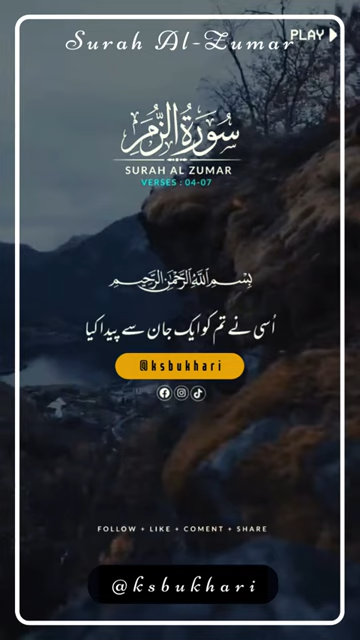 Surah Al-Zumar
PLAY
سُورَةُ الزُّمَرِ
SURAH AL ZUMAR
VERSES : 04-07
بِسْمِ اللَّهِ الرَّحْمَٰنِ الرَّحِيمِ
اُسی نے تم کو ایک جان سے پیدا کیا
@ksbukhari
FOLLOW + LIKE + COMENT + SHARE
@ksbukhari